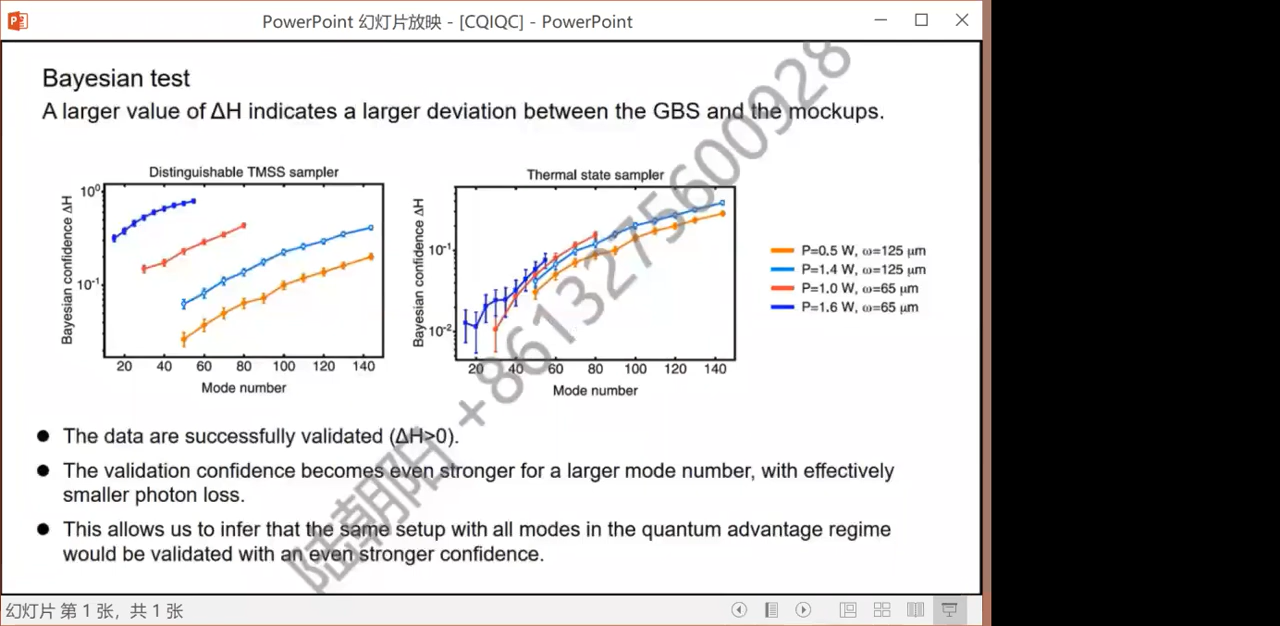 PowerPoint 幻灯片放映 - [CQIQC] - PowerPoint
Bayesian test
A larger value of ΔH indicates a larger deviation between the GBS and the mockups.
Distinguishable TMSS sampler
Bayesian confidence ΔH
10⁰
10⁻¹
20 40 60 80 100 120 140
Mode number
Thermal state sampler
Bayesian confidence ΔH
10⁻¹
10⁻²
20 40 60 80 100 120 140
Mode number
P=0.5 W, ω=125 μm
P=1.4 W, ω=125 μm
P=1.0 W, ω=65 μm
P=1.6 W, ω=65 μm
● The data are successfully validated (ΔH>0).
● The validation confidence becomes even stronger for a larger mode number, with effectively
smaller photon loss.
● This allows us to infer that the same setup with all modes in the quantum advantage regime
would be validated with an even stronger confidence.
陆朝阳 +8613275600928
幻灯片 第 1 张，共 1 张